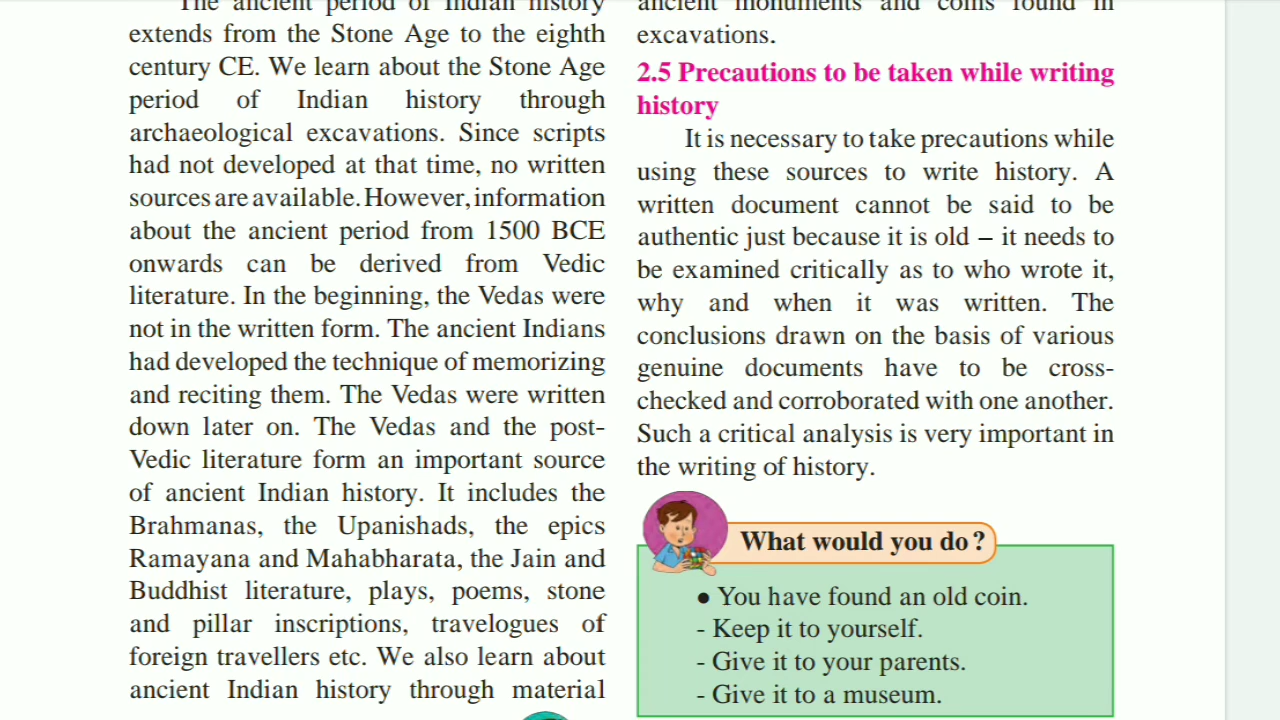 The ancient period of Indian history
extends from the Stone Age to the eighth
century CE. We learn about the Stone Age
period of Indian history through
archaeological excavations. Since scripts
had not developed at that time, no written
sources are available. However, information
about the ancient period from 1500 BCE
onwards can be derived from Vedic
literature. In the beginning, the Vedas were
not in the written form. The ancient Indians
had developed the technique of memorizing
and reciting them. The Vedas were written
down later on. The Vedas and the post-
Vedic literature form an important source
of ancient Indian history. It includes the
Brahmanas, the Upanishads, the epics
Ramayana and Mahabharata, the Jain and
Buddhist literature, plays, poems, stone
and pillar inscriptions, travelogues of
foreign travellers etc. We also learn about
ancient Indian history through material
ancient monuments and coins found in
excavations.
2.5 Precautions to be taken while writing
history
It is necessary to take precautions while
using these sources to write history. A
written document cannot be said to be
authentic just because it is old – it needs to
be examined critically as to who wrote it,
why and when it was written. The
conclusions drawn on the basis of various
genuine documents have to be cross-
checked and corroborated with one another.
Such a critical analysis is very important in
the writing of history.
What would you do?
● You have found an old coin.
- Keep it to yourself.
- Give it to your parents.
- Give it to a museum.